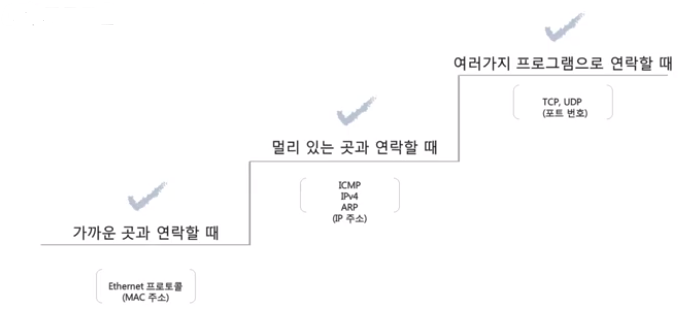 여러가지 프로그램으로 연락할 때
TCP, UDP
(포트 번호)
멀리 있는 곳과 연락할 때
ICMP
IPv4
ARP
(IP 주소)
가까운 곳과 연락할 때
Ethernet 프로토콜
(MAC 주소)